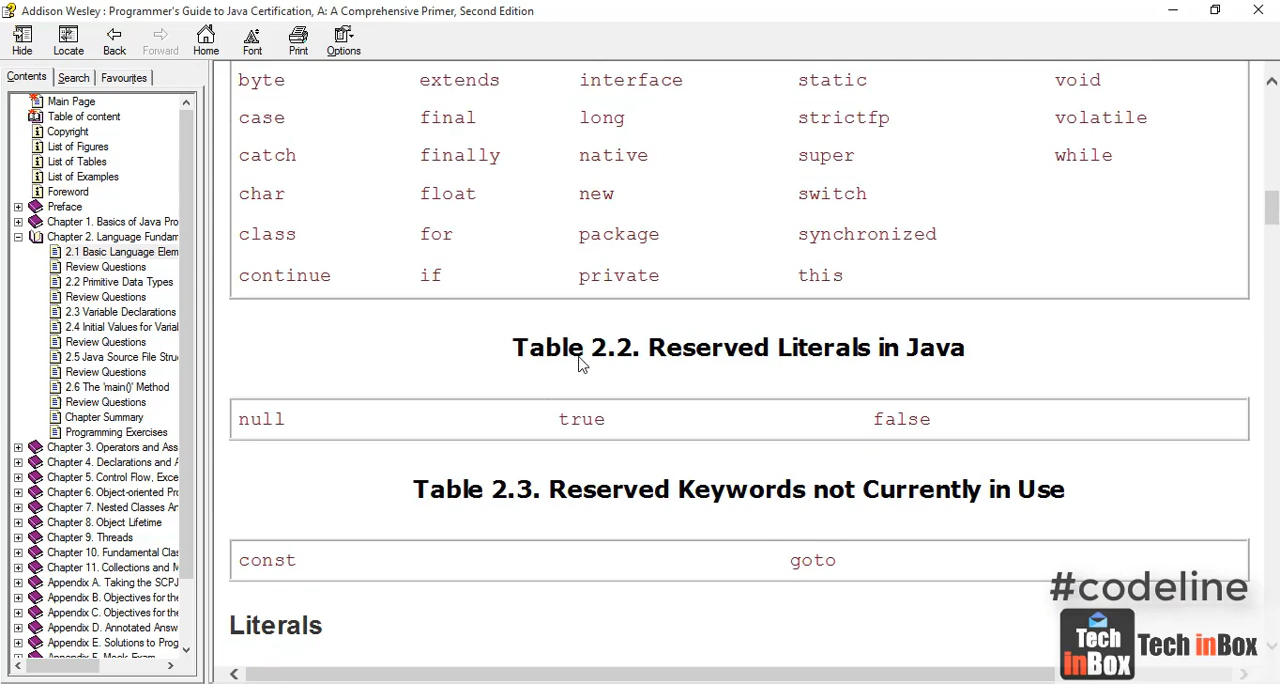 Addison Wesley : Programmer's Guide to Java Certification, A: A Comprehensive Primer, Second Edition
Hide Locate Back Forward Home Font Print Options
Contents Search Favourites
Main Page
Table of content
Copyright
List of Figures
List of Tables
List of Examples
Foreword
Preface
Chapter 1. Basics of Java Pro
Chapter 2. Language Fundam
2.1 Basic Language Elem
Review Questions
2.2 Primitive Data Types
Review Questions
2.3 Variable Declarations
2.4 Initial Values for Variab
Review Questions
2.5 Java Source File Stru
Review Questions
2.6 The 'main()' Method
Review Questions
Chapter Summary
Programming Exercises
Chapter 3. Operators and Ass
Chapter 4. Declarations and A
Chapter 5. Control Flow, Exce
Chapter 6. Object-oriented Pro
Chapter 7. Nested Classes An
Chapter 8. Object Lifetime
Chapter 9. Threads
Chapter 10. Fundamental Clas
Chapter 11. Collections and M
Appendix A. Taking the SCPJ
Appendix B. Objectives for the
Appendix C. Objectives for the
Appendix D. Annotated Answ
Appendix E. Solutions to Prog
Appendix F. Mock Exam
byte extends interface static void
case final long strictfp volatile
catch finally native super while
char float new switch
class for package synchronized
continue if private this
Table 2.2. Reserved Literals in Java
null true false
Table 2.3. Reserved Keywords not Currently in Use
const goto
Literals
#codeline
Tech inBox
Tech inBox